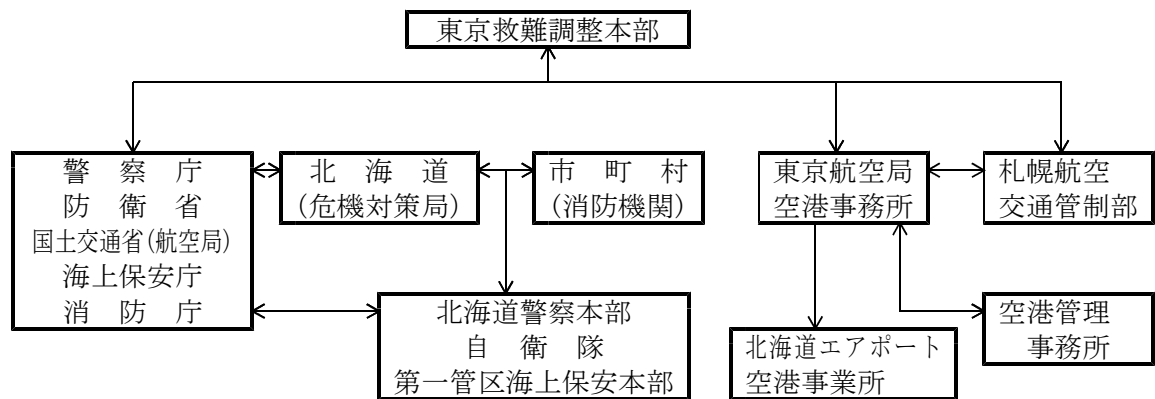 東京救難調整本部
警察庁
防衛省
国土交通省(航空局)
海上保安庁
消防庁
北海道
(危機対策局)
市町村
(消防機関)
東京航空局
空港事務所
札幌航空
交通管制部
北海道警察本部
自衛隊
第一管区海上保安本部
北海道エアポート
空港事業所
空港管理
事務所